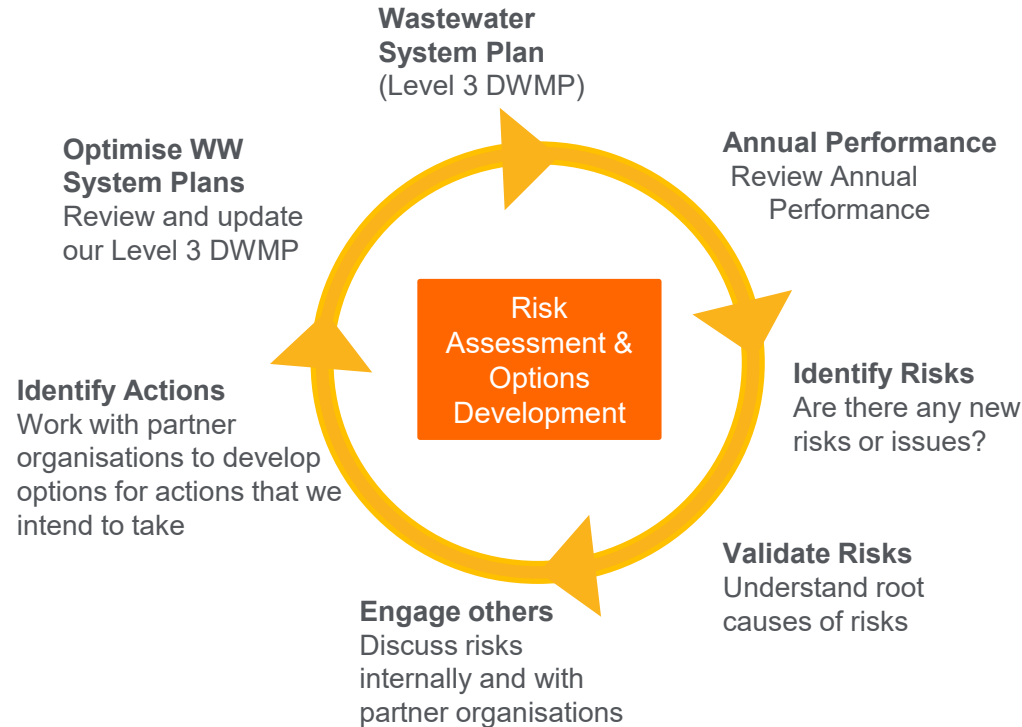 Wastewater
System Plan
(Level 3 DWMP)
Annual Performance
Review Annual
Performance
Identify Risks
Are there any new
risks or issues?
Validate Risks
Understand root
causes of risks
Engage others
Discuss risks
internally and with
partner organisations
Identify Actions
Work with partner
organisations to develop
options for actions that we
intend to take
Optimise WW
System Plans
Review and update
our Level 3 DWMP
Risk
Assessment &
Options
Development